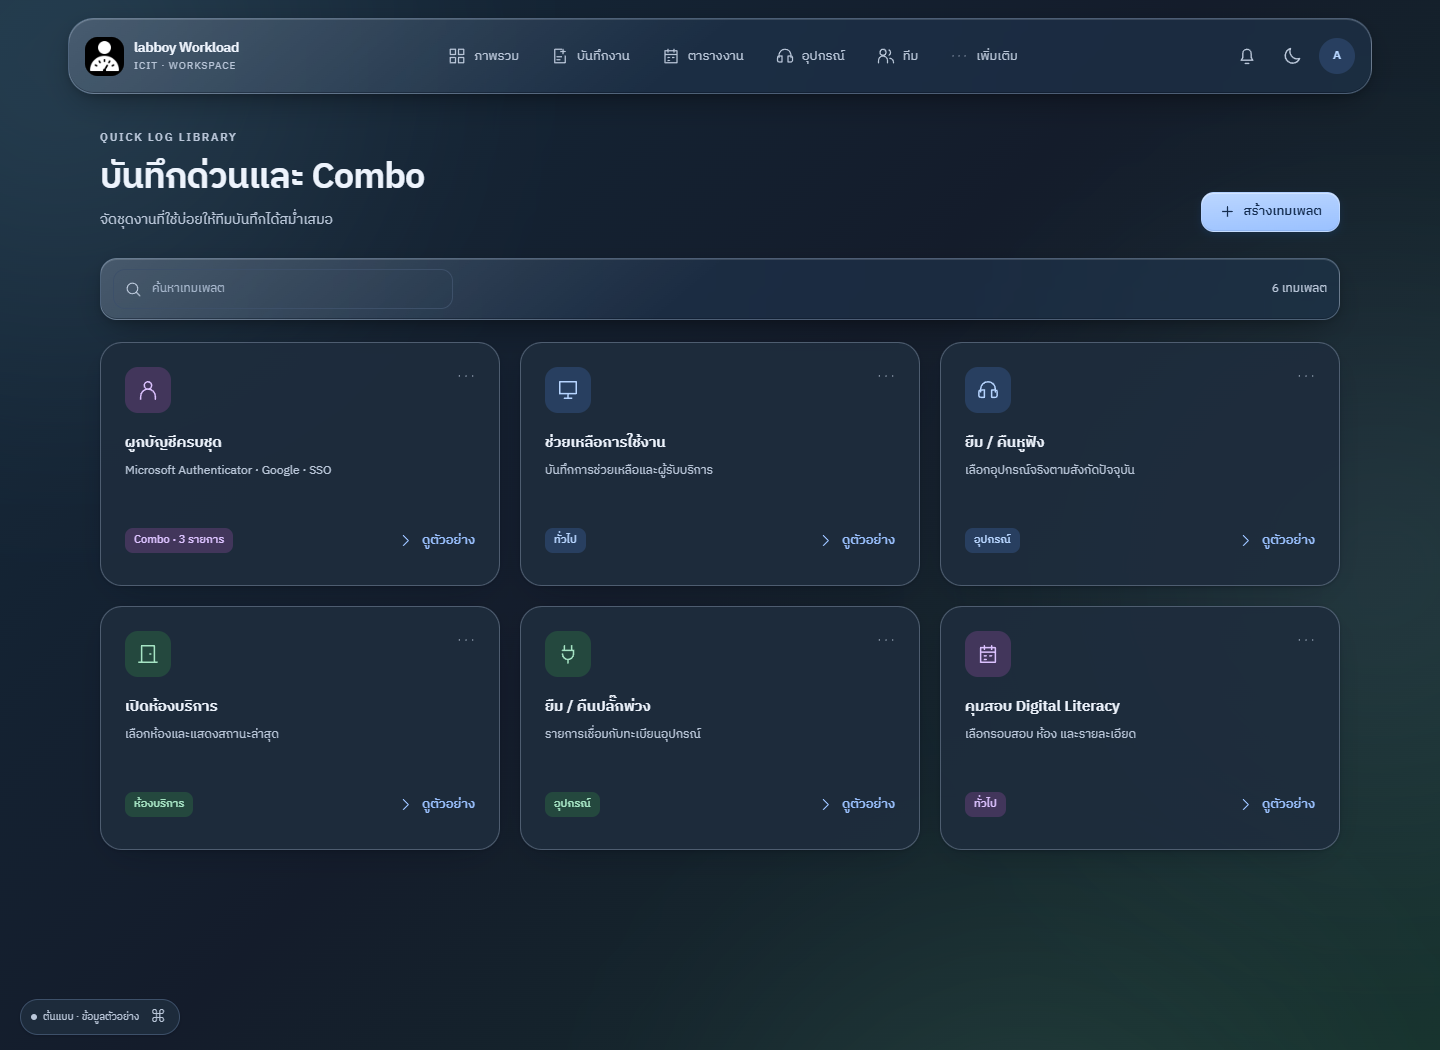 labboy Workload
ICIT · WORKSPACE
ภาพรวม
บันทึกงาน
ตารางงาน
อุปกรณ์
ทีม
··· เพิ่มเติม
A
QUICK LOG LIBRARY
บันทึกด่วนและ Combo
จัดชุดงานที่ใช้บ่อยให้ทีมบันทึกได้สม่ำเสมอ
+ สร้างเทมเพลต
ค้นหาเทมเพลต
6 เทมเพลต
ผูกบัญชีครบชุด
Microsoft Authenticator · Google · SSO
Combo · 3 รายการ
ดูตัวอย่าง
ช่วยเหลือการใช้งาน
บันทึกการช่วยเหลือและผู้รับบริการ
ทั่วไป
ดูตัวอย่าง
ยืม / คืนหูฟัง
เลือกอุปกรณ์จริงตามสังกัดปัจจุบัน
อุปกรณ์
ดูตัวอย่าง
เปิดห้องบริการ
เลือกห้องและแสดงสถานะล่าสุด
ห้องบริการ
ดูตัวอย่าง
ยืม / คืนปลั๊กพ่วง
รายการเชื่อมกับทะเบียนอุปกรณ์
อุปกรณ์
ดูตัวอย่าง
คุมสอบ Digital Literacy
เลือกรอบสอบ ห้อง และรายละเอียด
ทั่วไป
ดูตัวอย่าง
ต้นแบบ · ข้อมูลตัวอย่าง ⌘